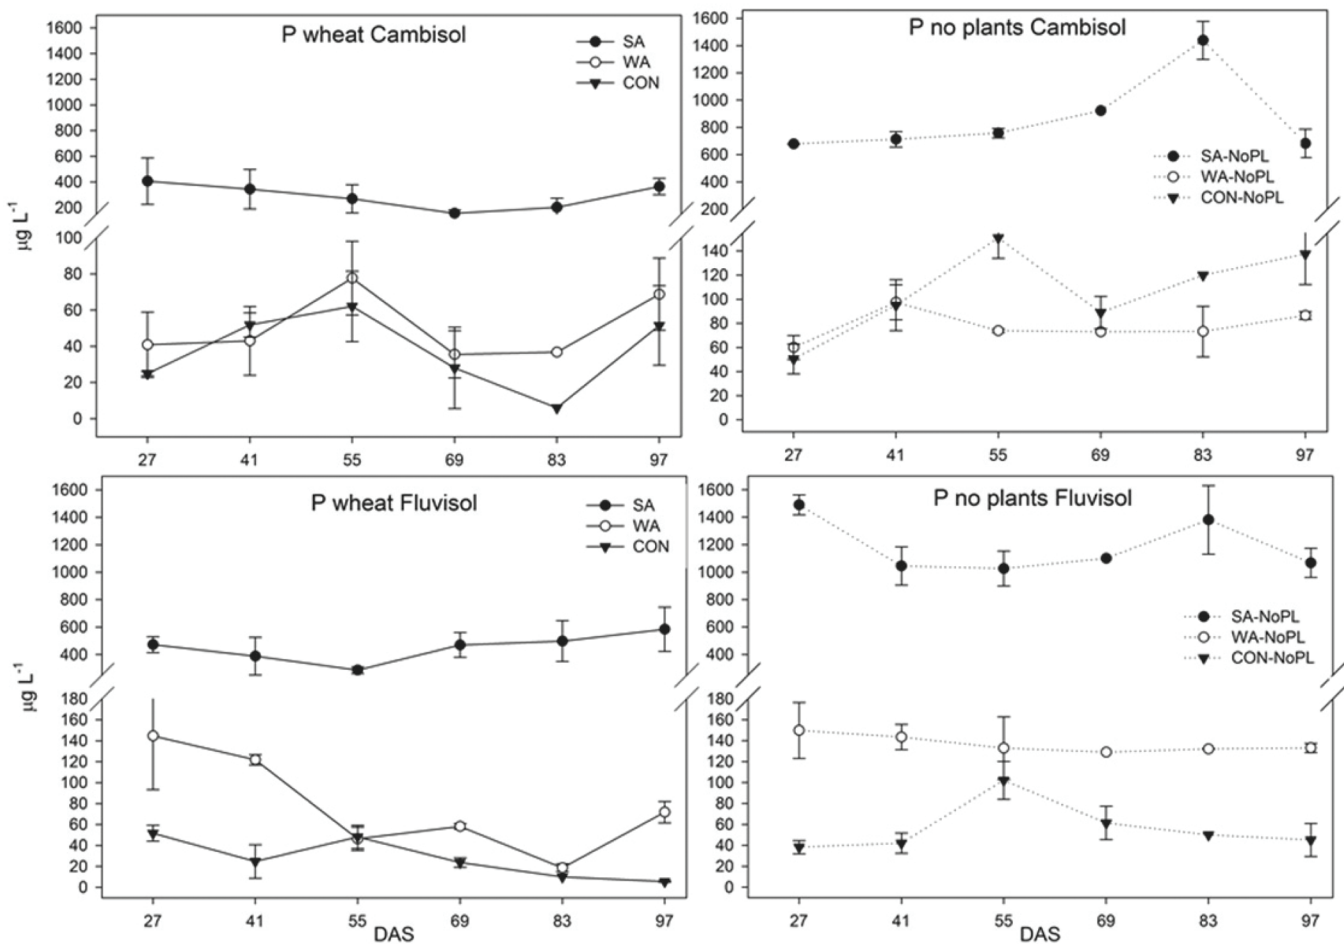 P wheat Cambisol
SA
WA
CON
1600
1400
1200
1000
800
600
400
200
100
80
60
40
20
0
µg L-1
27 41 55 69 83 97
P no plants Cambisol
SA-NoPL
WA-NoPL
CON-NoPL
1600
1400
1200
1000
800
600
400
200
140
120
100
80
60
40
20
0
27 41 55 69 83 97
P wheat Fluvisol
SA
WA
CON
1600
1400
1200
1000
800
600
400
180
160
140
120
100
80
60
40
20
0
µg L-1
27 41 55 69 83 97
DAS
P no plants Fluvisol
SA-NoPL
WA-NoPL
CON-NoPL
1600
1400
1200
1000
800
600
400
180
160
140
120
100
80
60
40
20
0
27 41 55 69 83 97
DAS